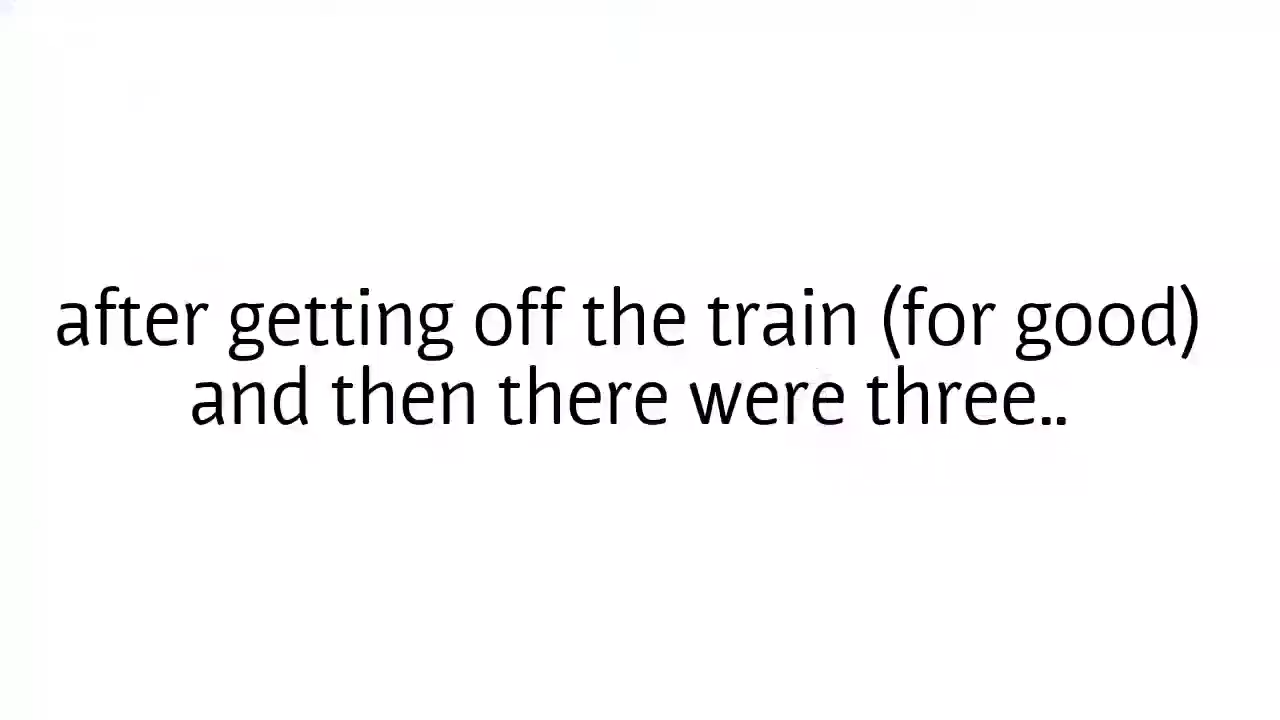 after getting off the train (for good)
and then there were three..